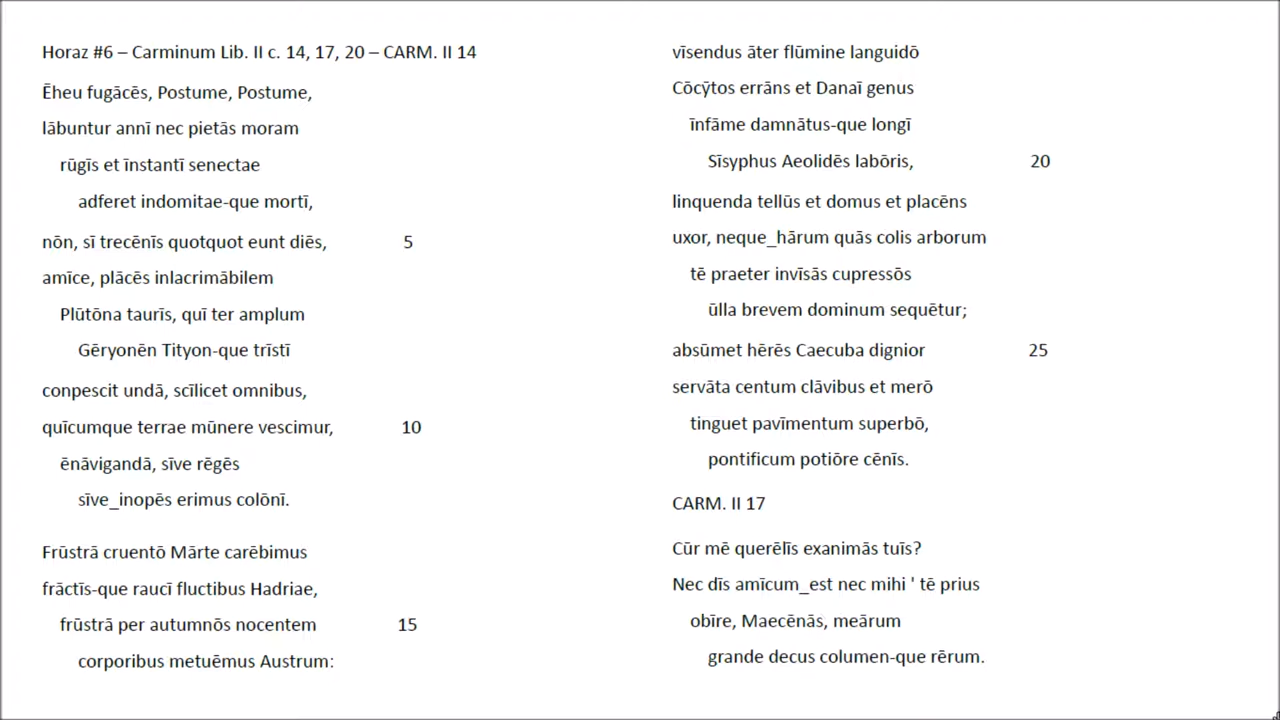 Horaz #6 – Carminum Lib. II c. 14, 17, 20 – CARM. II 14
Ēheu fugācēs, Postume, Postume,
lābuntur annī nec pietās moram
rūgīs et īnstantī senectae
adferet indomitae-que mortī,
nōn, sī trecēnīs quotquot eunt diēs, 5
amīce, plācēs inlacrimābilem
Plūtōna taurīs, quī ter amplum
Gēryonēn Tityon-que trīstī
conpescit undā, scīlicet omnibus,
quīcumque terrae mūnere vescimur, 10
ēnāvigandā, sīve rēgēs
sīve_inopēs erimus colōnī.
Frūstrā cruentō Mārte carēbimus
frāctīs-que raucī fluctibus Hadriae,
frūstrā per autumnōs nocentem 15
corporibus metuēmus Austrum:
vīsendus āter flūmine languidō
Cōcȳtos errāns et Danaī genus
īnfāme damnātus-que longī
Sīsyphus Aeolidēs labōris, 20
linquenda tellūs et domus et placēns
uxor, neque_hārum quās colis arborum
tē praeter invīsās cupressōs
ūlla brevem dominum sequētur;
absūmet hērēs Caecuba dignior 25
servāta centum clāvibus et merō
tinguet pavīmentum superbō,
pontificum potiōre cēnīs.
CARM. II 17
Cūr mē querēlīs exanimās tuīs?
Nec dīs amīcum_est nec mihi ' tē prius
obīre, Maecēnās, meārum
grande decus columen-que rērum.